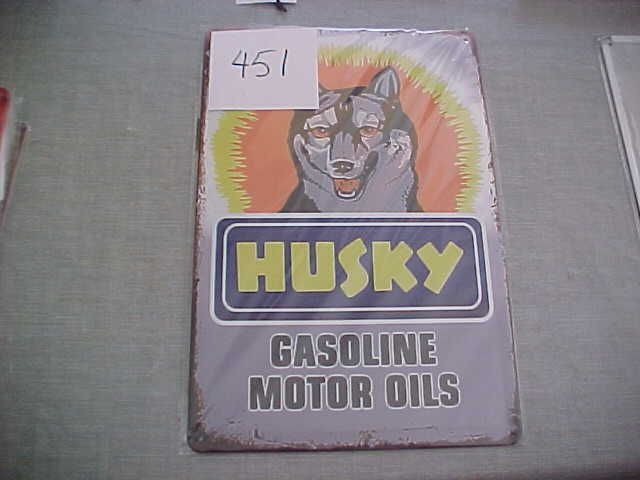 451
HUSKY
GASOLINE
MOTOR OILS